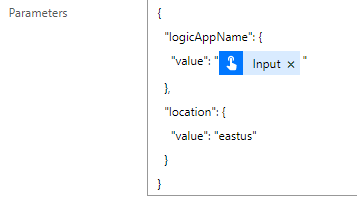 Parameters
{
"logicAppName": {
"value": " Input × "
},
"location": {
"value": "eastus"
}
}